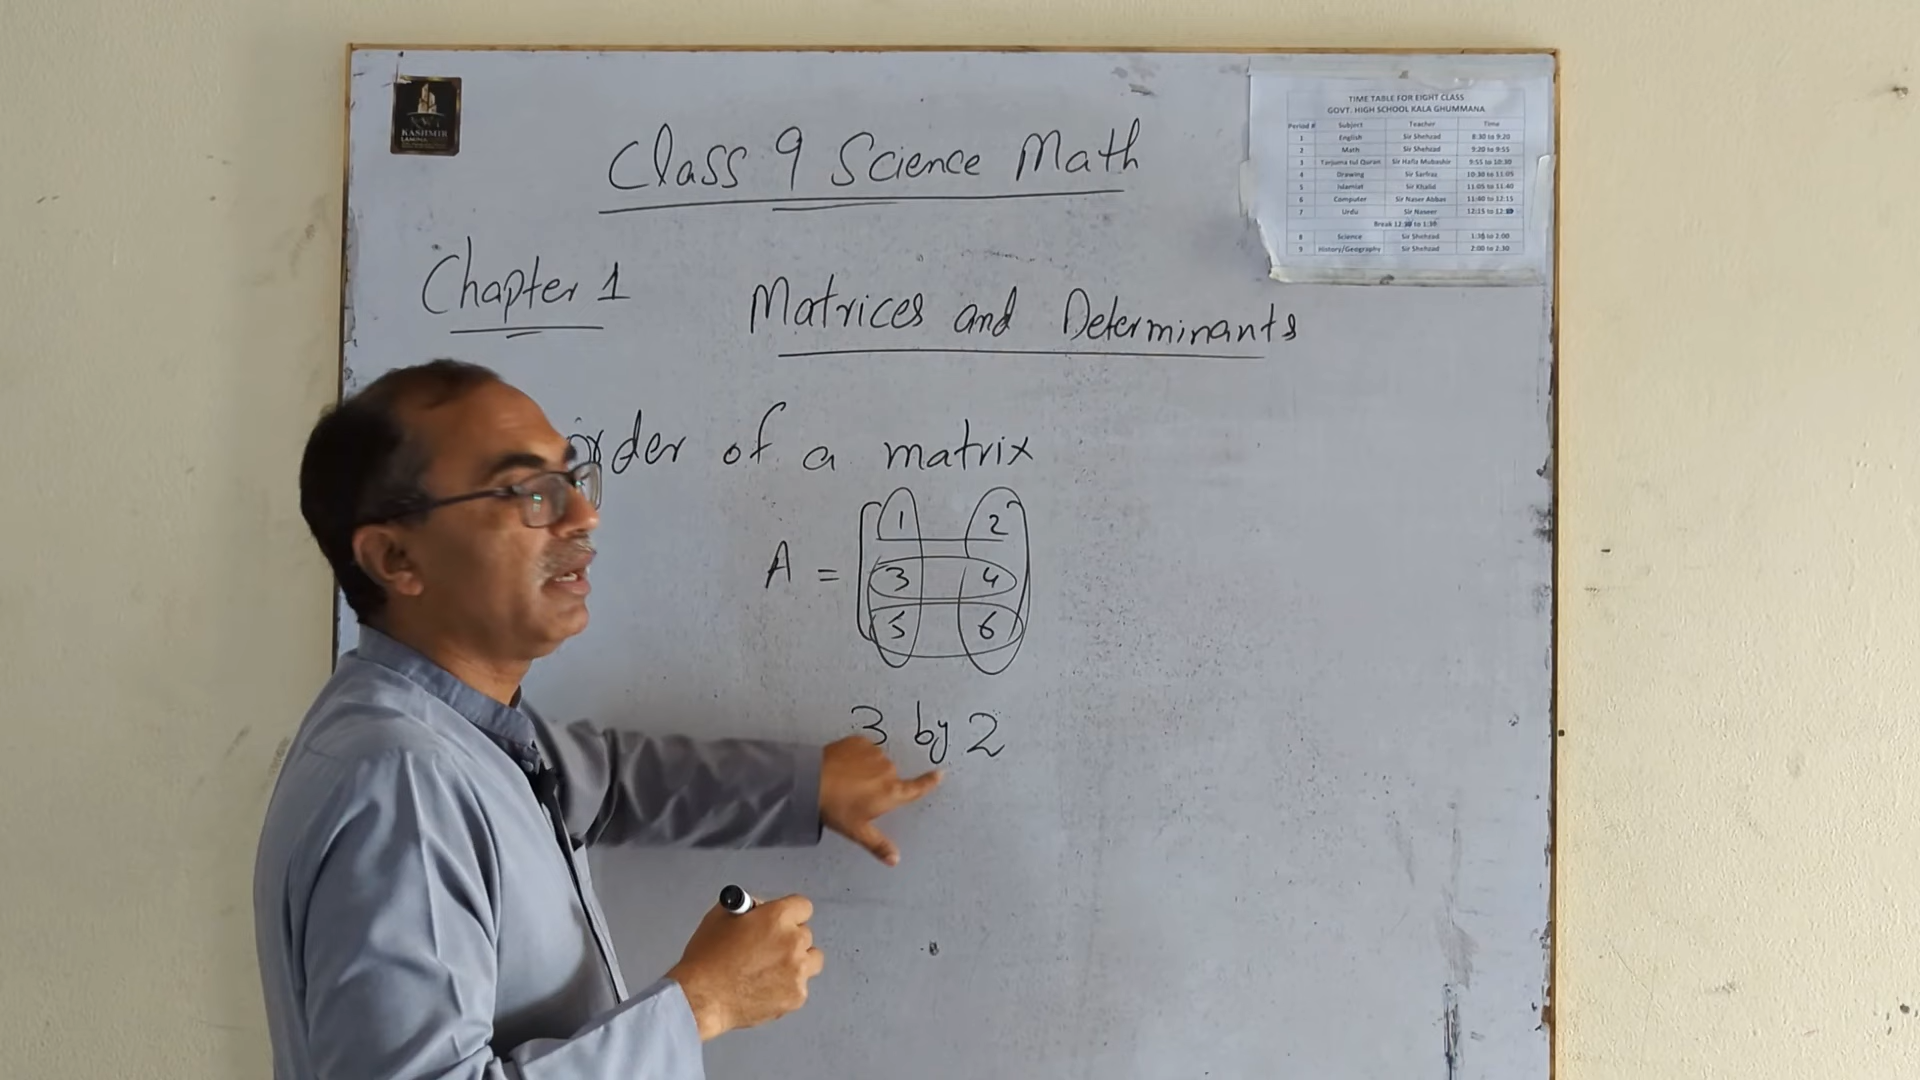 KASHMIR
Class 9 Science Math
Chapter 1 Matrices and Determinants
order of a matrix
A = [1 2
3 4
5 6]
3 by 2
TIME TABLE FOR EIGHT CLASS
GOVT. HIGH SCHOOL KALA GHUMMANA
Period # Subject Teacher Time
1 English Sir Shehzad 8:30 to 9:20
2 Math Sir Shehzad 9:20 to 9:55
3 Tarjuma tul Quran Sir Hafiz Mubashir 9:55 to 10:30
4 Drawing Sir Sarfraz 10:30 to 11:05
5 Islamiat Sir Khalid 11:05 to 11:40
6 Computer Sir Naser Abbas 11:40 to 12:15
7 Urdu Sir Naseer 12:15 to
Break to 1:30
8 Science Sir Shehzad 1:30 to 2:00
9 History/Geography Sir Shehzad 2:00 to 2:30